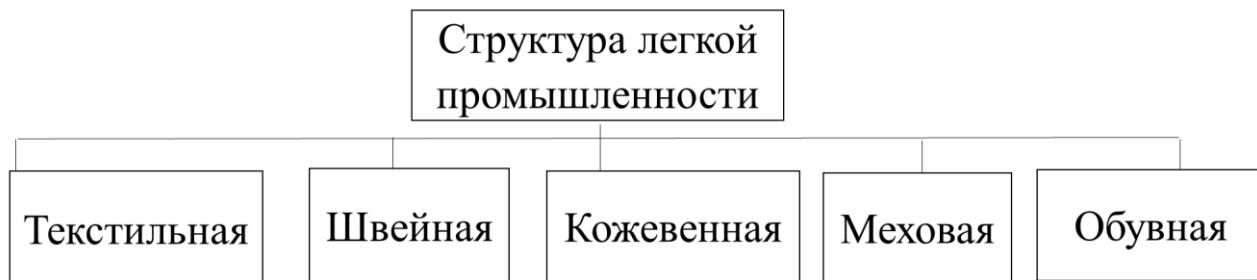 Структура легкой
промышленности
Текстильная
Швейная
Кожевенная
Меховая
Обувная